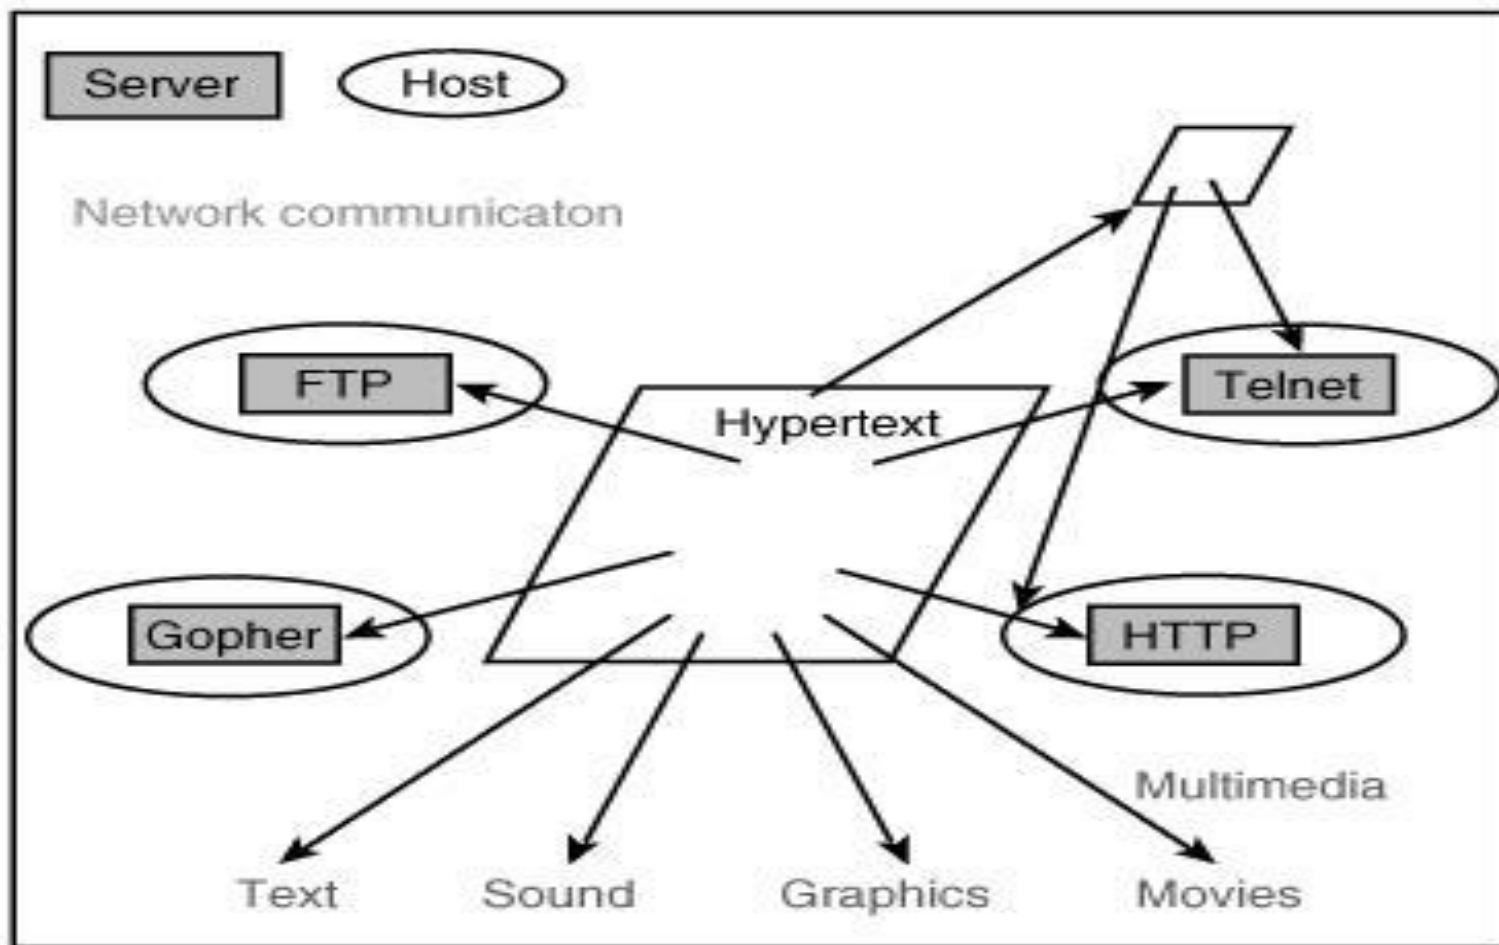 Server
Host
Network communicaton
FTP
Hypertext
Telnet
Gopher
HTTP
Multimedia
Text
Sound
Graphics
Movies